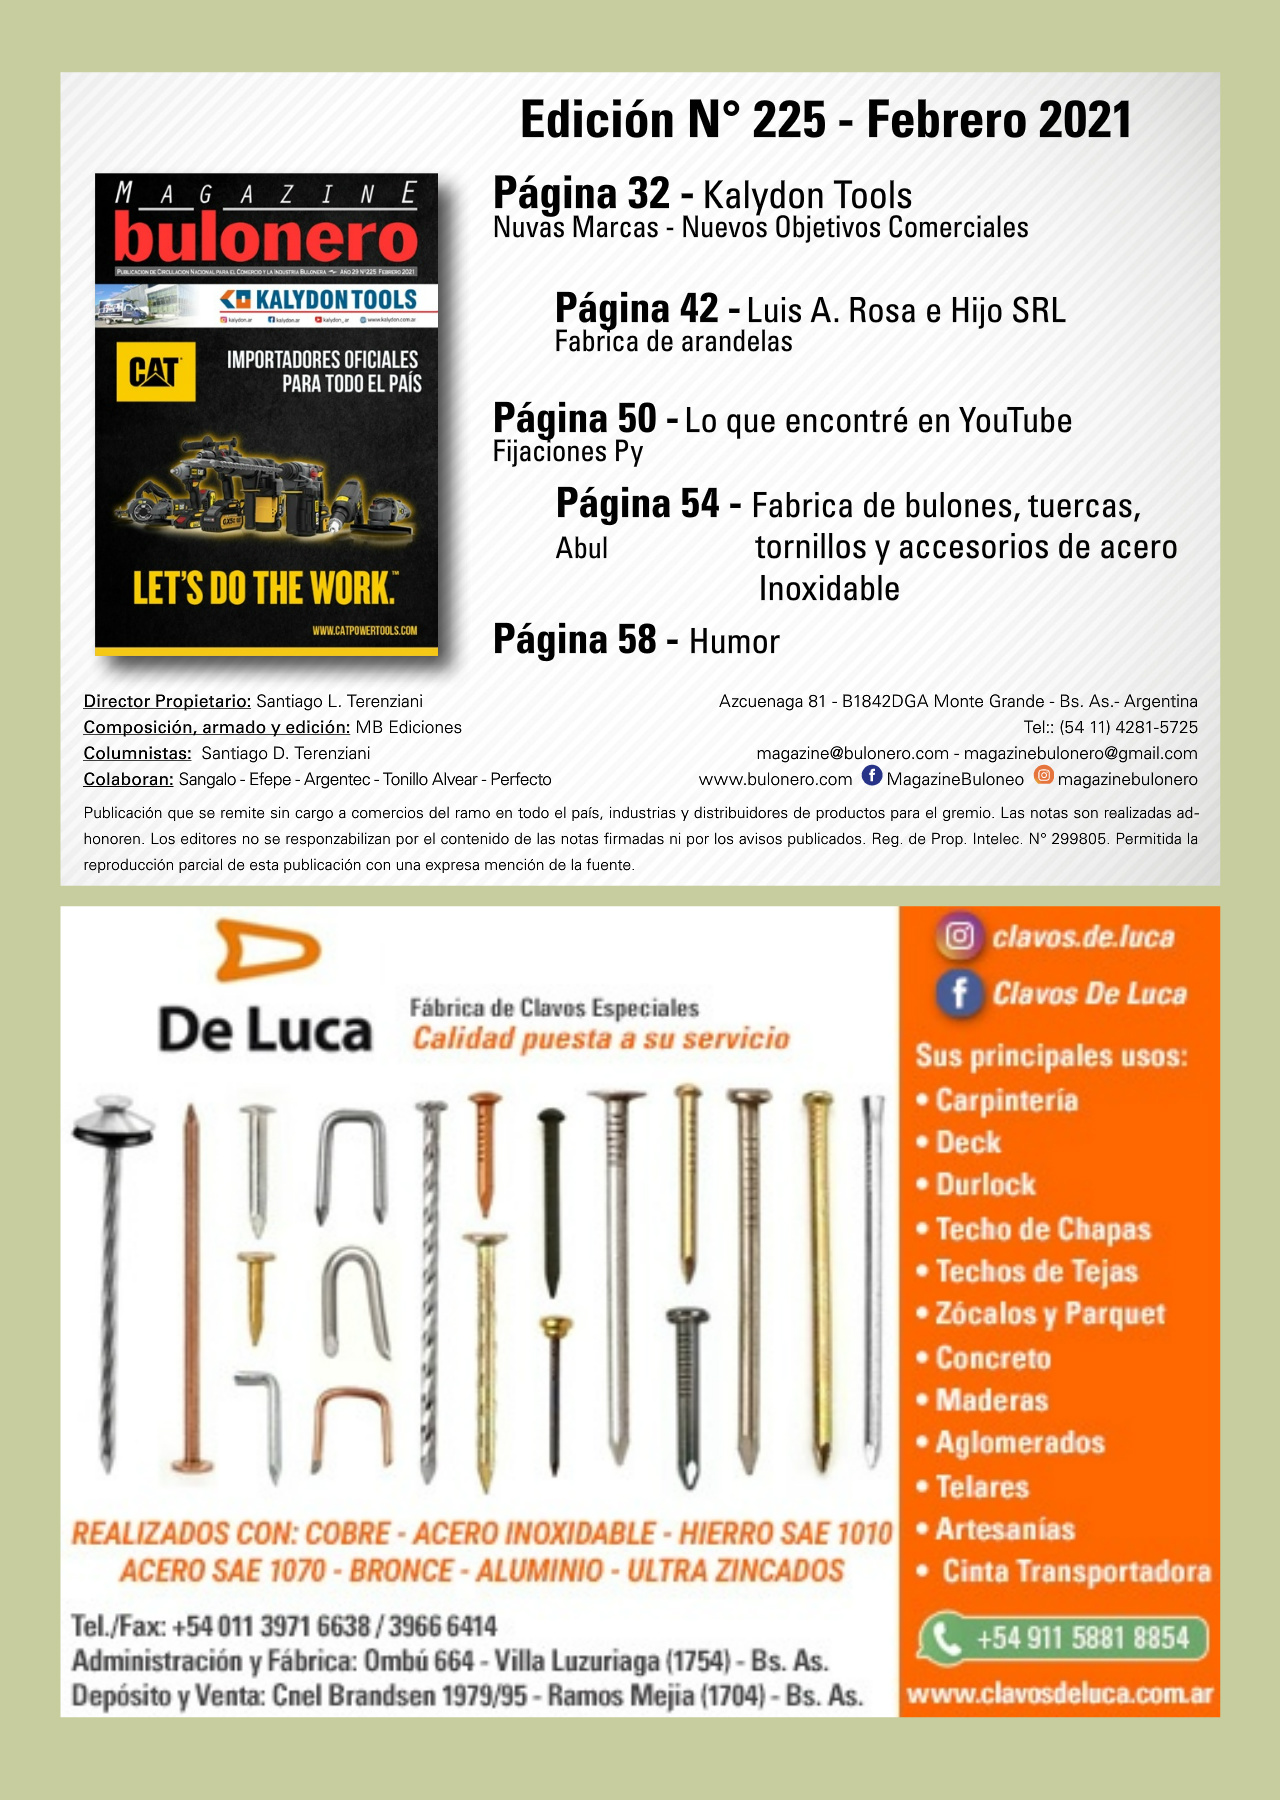 Edición N° 225 - Febrero 2021
MAGAZINE
bulonero
PUBLICACION DE CIRCULACION NACIONAL PARA EL COMERCIO Y LA INDUSTRIA BULONERA AÑO 29 Nº225 FEBRERO 2021
KALYDON TOOLS
kalydon.ar kalydon.ar kalydon_ar www.kalydon.com.ar
CAT
IMPORTADORES OFICIALES
PARA TODO EL PAÍS
LET'S DO THE WORK.™
WWW.CATPOWERTOOLS.COM
Página 32 - Kalydon Tools
Nuvas Marcas - Nuevos Objetivos Comerciales
Página 42 - Luis A. Rosa e Hijo SRL
Fabrica de arandelas
Página 50 - Lo que encontré en YouTube
Fijaciones Py
Página 54 - Fabrica de bulones, tuercas,
Abul tornillos y accesorios de acero
Inoxidable
Página 58 - Humor
Director Propietario: Santiago L. Terenziani
Composición, armado y edición: MB Ediciones
Columnistas: Santiago D. Terenziani
Colaboran: Sangalo - Efepe - Argentec - Tonillo Alvear - Perfecto
Azcuenaga 81 - B1842DGA Monte Grande - Bs. As.- Argentina
Tel:: (54 11) 4281-5725
magazine@bulonero.com - magazinebulonero@gmail.com
www.bulonero.com MagazineBuloneo magazinebulonero
Publicación que se remite sin cargo a comercios del ramo en todo el país, industrias y distribuidores de productos para el gremio. Las notas son realizadas ad-
honoren. Los editores no se responzabilizan por el contenido de las notas firmadas ni por los avisos publicados. Reg. de Prop. Intelec. N° 299805. Permitida la
reproducción parcial de esta publicación con una expresa mención de la fuente.
De Luca
Fábrica de Clavos Especiales
Calidad puesta a su servicio
REALIZADOS CON: COBRE - ACERO INOXIDABLE - HIERRO SAE 1010
ACERO SAE 1070 - BRONCE - ALUMINIO - ULTRA ZINCADOS
Tel./Fax: +54 011 3971 6638 / 3966 6414
Administración y Fábrica: Ombú 664 - Villa Luzuriaga (1754) - Bs. As.
Depósito y Venta: Cnel Brandsen 1979/95 - Ramos Mejia (1704) - Bs. As.
clavos.de.luca
Clavos De Luca
Sus principales usos:
• Carpintería
• Deck
• Durlock
• Techo de Chapas
• Techos de Tejas
• Zócalos y Parquet
• Concreto
• Maderas
• Aglomerados
• Telares
• Artesanías
• Cinta Transportadora
+54 911 5881 8854
www.clavosdeluca.com.ar